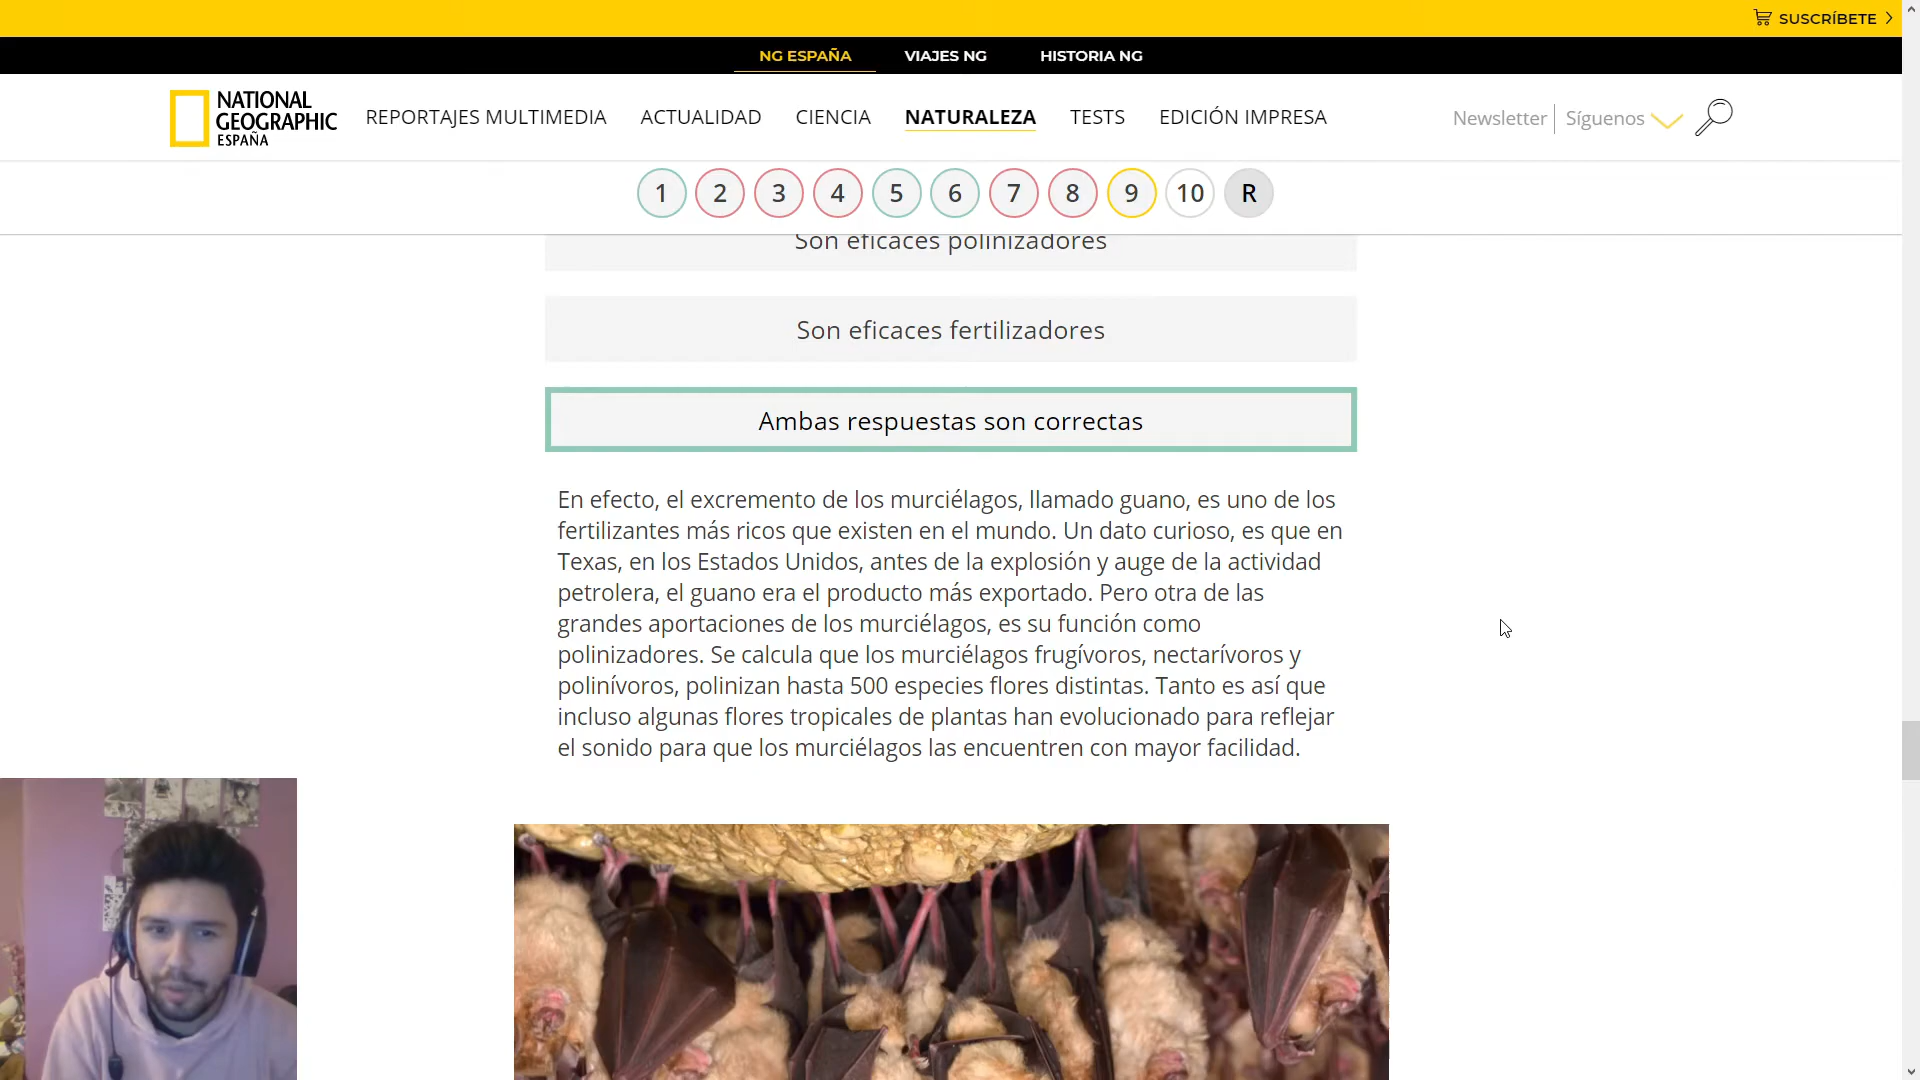 SUSCRÍBETE
NG ESPAÑA VIAJES NG HISTORIA NG
NATIONAL GEOGRAPHIC ESPAÑA
REPORTAJES MULTIMEDIA ACTUALIDAD CIENCIA NATURALEZA TESTS EDICIÓN IMPRESA Newsletter Síguenos
1 2 3 4 5 6 7 8 9 10 R
Son eficaces polinizadores
Son eficaces fertilizadores
Ambas respuestas son correctas
En efecto, el excremento de los murciélagos, llamado guano, es uno de los
fertilizantes más ricos que existen en el mundo. Un dato curioso, es que en
Texas, en los Estados Unidos, antes de la explosión y auge de la actividad
petrolera, el guano era el producto más exportado. Pero otra de las
grandes aportaciones de los murciélagos, es su función como
polinizadores. Se calcula que los murciélagos frugívoros, nectarívoros y
polinívoros, polinizan hasta 500 especies flores distintas. Tanto es así que
incluso algunas flores tropicales de plantas han evolucionado para reflejar
el sonido para que los murciélagos las encuentren con mayor facilidad.